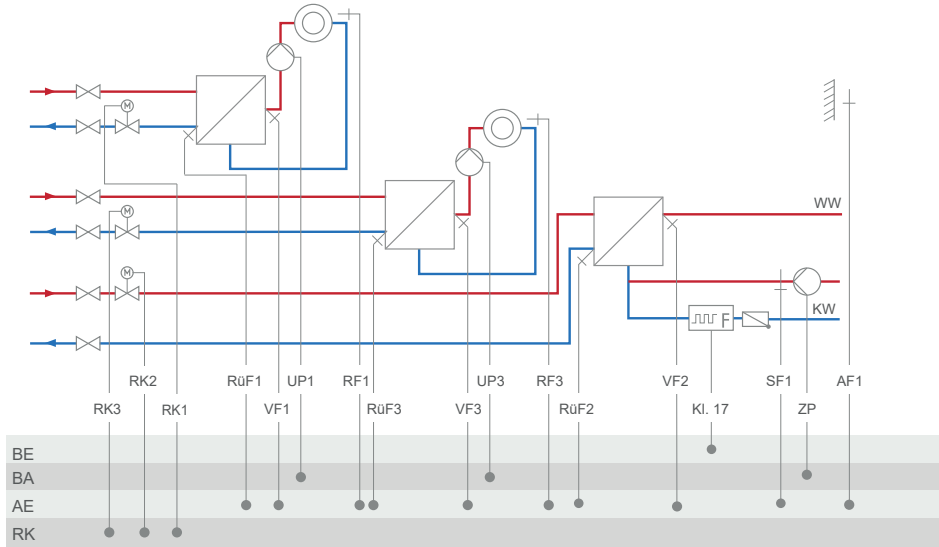 M
M
WW
M
F
KW
RK2 RüF1 UP1 RF1 UP3 RF3 VF2 SF1 AF1
RK3 RK1 VF1 RüF3 VF3 RüF2 Kl. 17 ZP
BE
BA
AE
RK